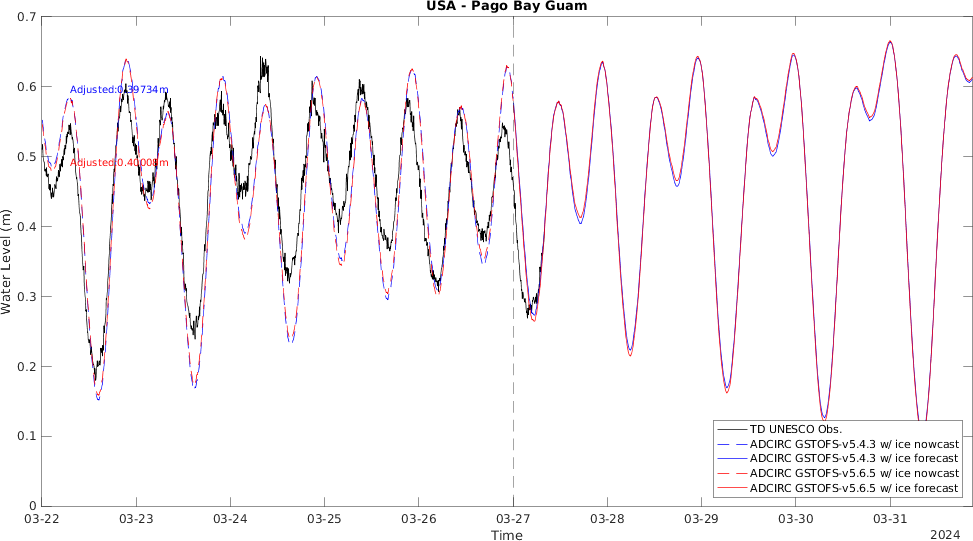 USA - Pago Bay Guam
0.7
0.6
0.5
0.4
0.3
0.2
0.1
0
Water Level (m)
Adjusted:0.39734m
Adjusted:0.40008m
TD UNESCO Obs.
ADCIRC GSTOFS-v5.4.3 w/ ice nowcast
ADCIRC GSTOFS-v5.4.3 w/ ice forecast
ADCIRC GSTOFS-v5.6.5 w/ ice nowcast
ADCIRC GSTOFS-v5.6.5 w/ ice forecast
03-22 03-23 03-24 03-25 03-26 03-27 03-28 03-29 03-30 03-31
Time
2024